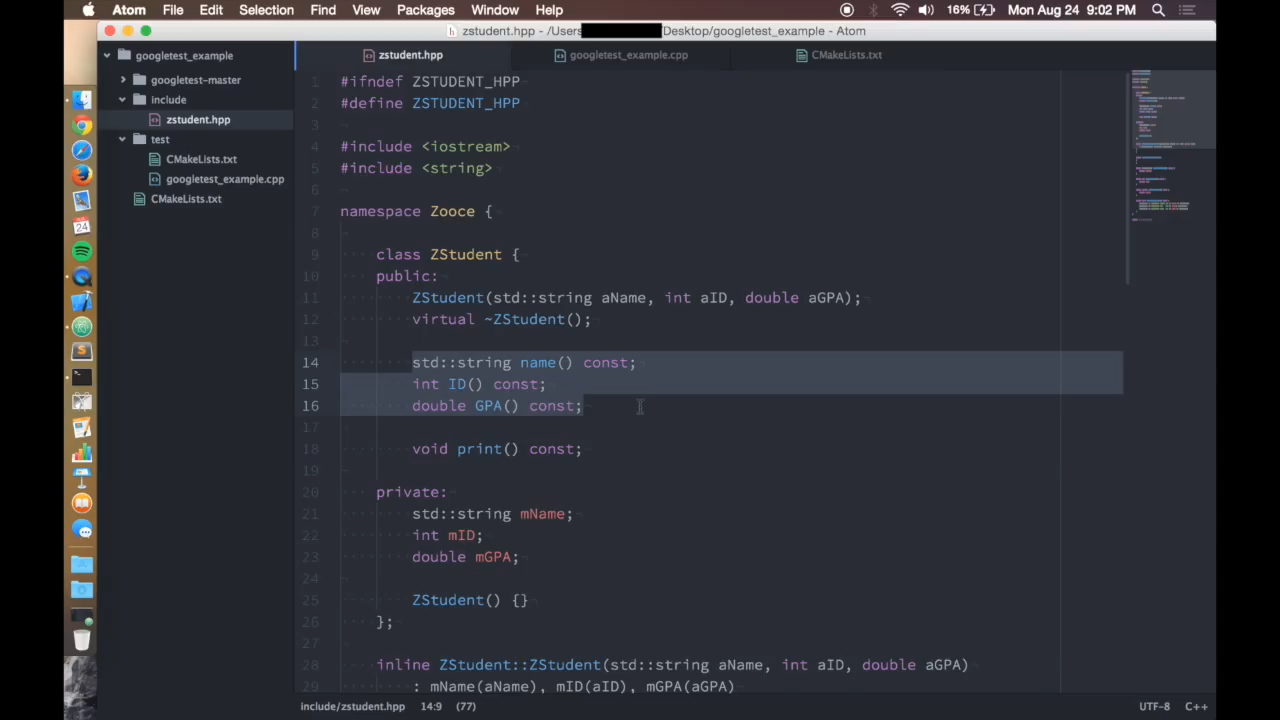 Atom File Edit Selection Find View Packages Window Help 16% Mon Aug 24 9:02 PM
zstudent.hpp - /Users Desktop/googletest_example - Atom
googletest_example
googletest-master
include
zstudent.hpp
test
CMakeLists.txt
googletest_example.cpp
CMakeLists.txt
zstudent.hpp googletest_example.cpp CMakeLists.txt
1 #ifndef ZSTUDENT_HPP
2 #define ZSTUDENT_HPP
3
4 #include <iostream>
5 #include <string>
6
7 namespace Zooce {
8
9 class ZStudent {
10 public:
11 ZStudent(std::string aName, int aID, double aGPA);
12 virtual ~ZStudent();
13
14 std::string name() const;
15 int ID() const;
16 double GPA() const;
17
18 void print() const;
19
20 private:
21 std::string mName;
22 int mID;
23 double mGPA;
24
25 ZStudent() {}
26 };
27
28 inline ZStudent::ZStudent(std::string aName, int aID, double aGPA)
29 : mName(aName), mID(aID), mGPA(aGPA)
include/zstudent.hpp 14:9 (77) UTF-8 C++